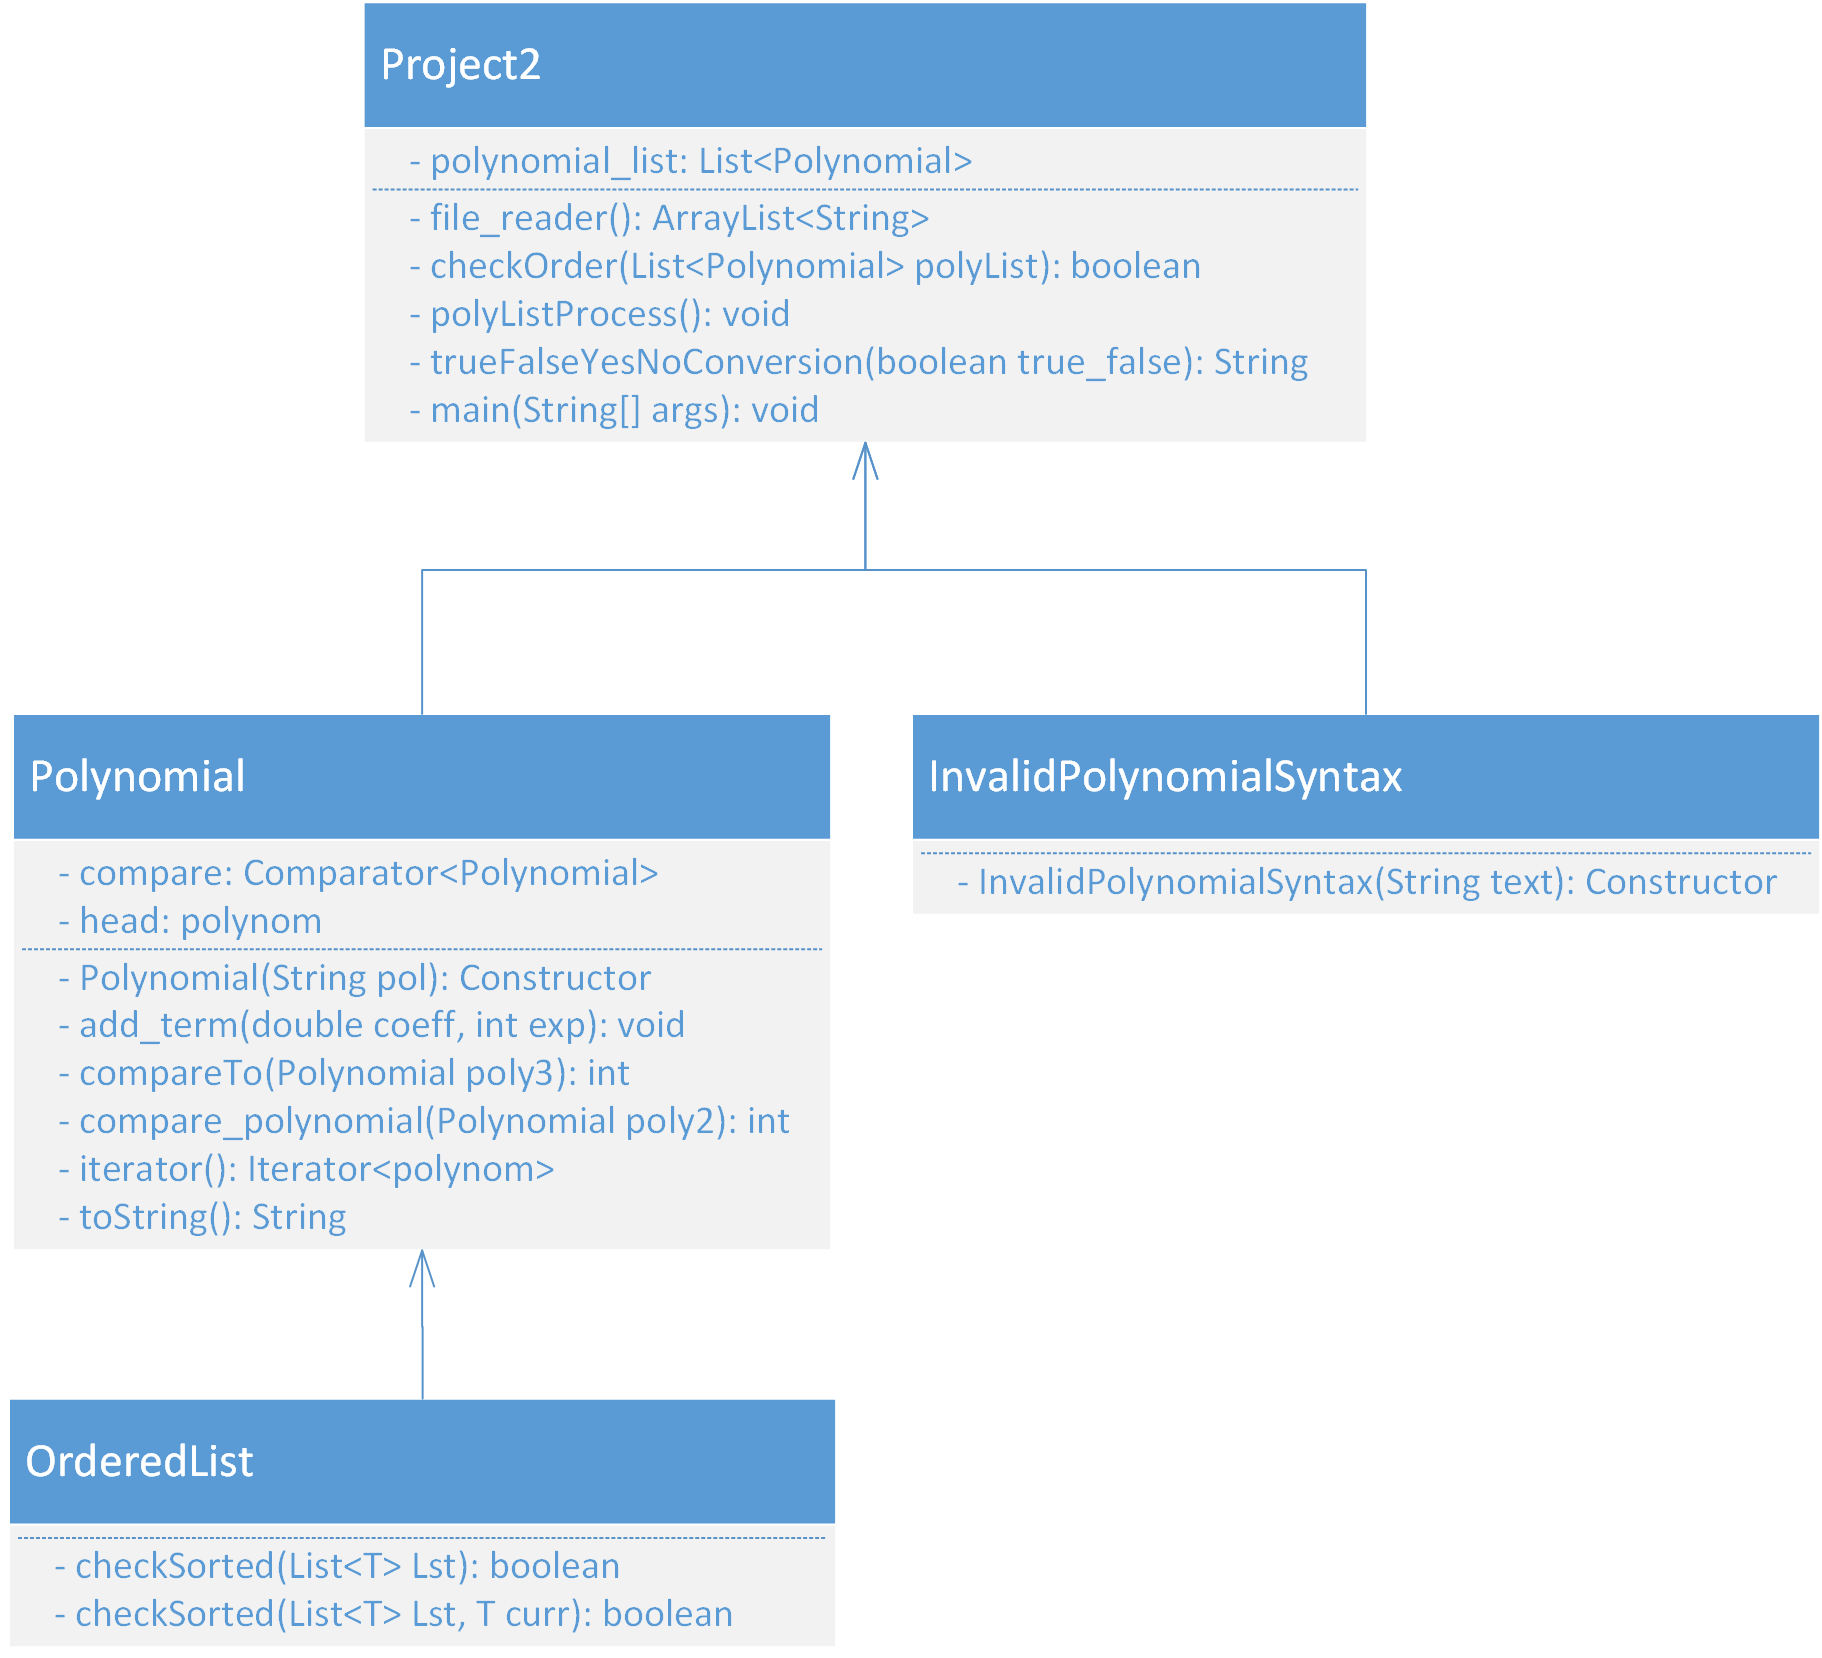 Project2
- polynomial_list: List<Polynomial>
- file_reader(): ArrayList<String>
- checkOrder(List<Polynomial> polyList): boolean
- polyListProcess(): void
- trueFalseYesNoConversion(boolean true_false): String
- main(String[] args): void
Polynomial
- compare: Comparator<Polynomial>
- head: polynom
- Polynomial(String pol): Constructor
- add_term(double coeff, int exp): void
- compareTo(Polynomial poly3): int
- compare_polynomial(Polynomial poly2): int
- iterator(): Iterator<polynom>
- toString(): String
InvalidPolynomialSyntax
- InvalidPolynomialSyntax(String text): Constructor
OrderedList
- checkSorted(List<T> Lst): boolean
- checkSorted(List<T> Lst, T curr): boolean